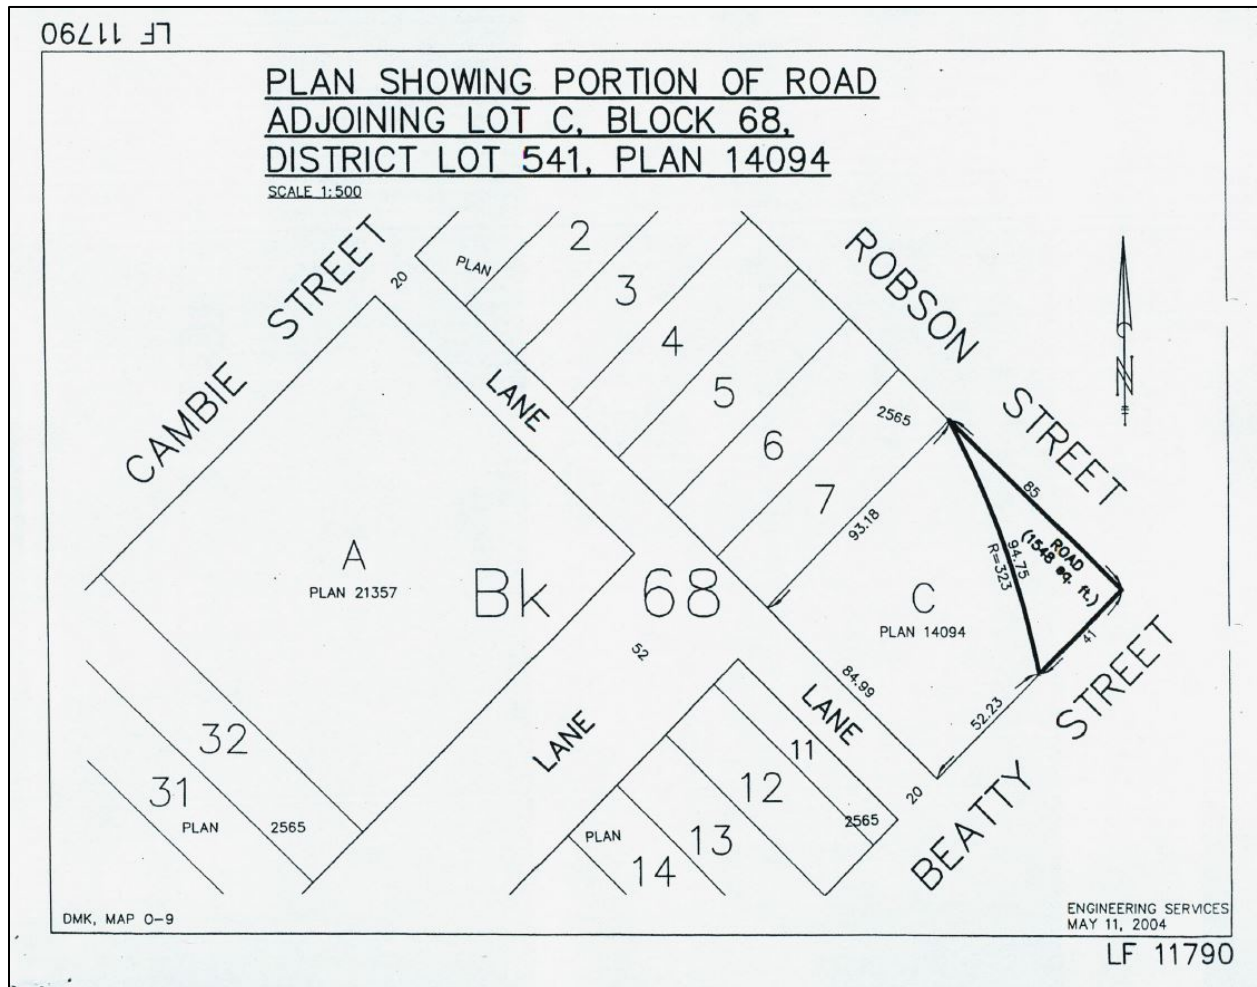 LF 11790
PLAN SHOWING PORTION OF ROAD
ADJOINING LOT C, BLOCK 68,
DISTRICT LOT 541, PLAN 14094
SCALE 1:500
CAMBIE STREET
20
PLAN
2
3
4
5
6
7
2565
ROBSON STREET
N
LANE
A
PLAN 21357
Bk 68
93.18
85
ROAD
(1548 sq. ft.)
94.75
R=323
C
PLAN 14094
41
84.99
52.23
52
LANE
LANE
BEATTY STREET
20
32
31
PLAN
2565
11
12
2565
13
PLAN
14
DMK, MAP O-9
ENGINEERING SERVICES
MAY 11, 2004
LF 11790